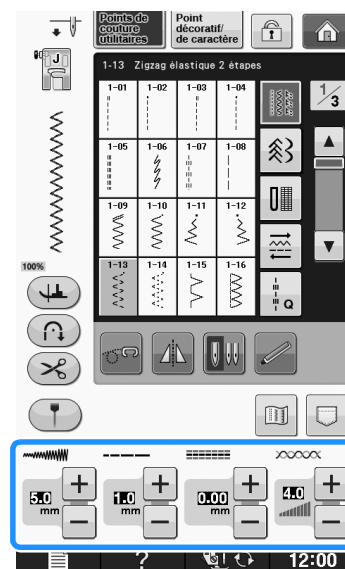 Points de
couture
utilitaires
Point
décoratif/
de caractère
J
1-13 Zigzag élastique 2 étapes
1-01 1-02 1-03 1-04
1/3
1-05 1-06 1-07 1-08
1-09 1-10 1-11 1-12
100%
1-13 1-14 1-15 1-16
Q
5.0 mm
1.0 mm
0.00 mm
4.0
+ + + +
− − − −
? 12:00